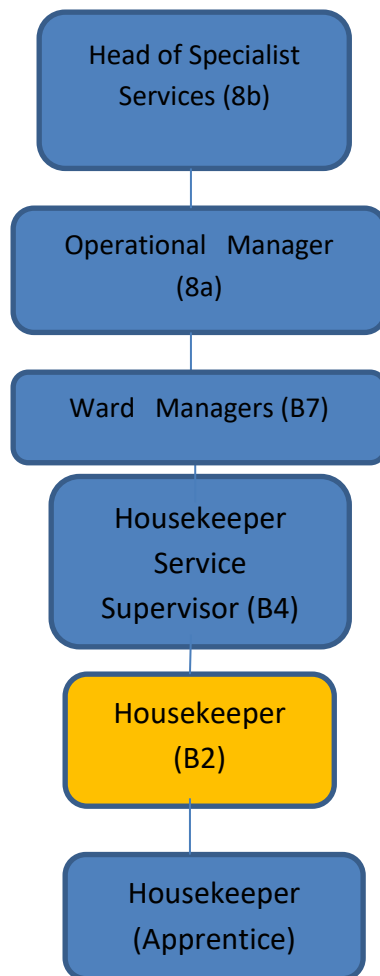 Head of Specialist
Services (8b)
Operational Manager
(8a)
Ward Managers (B7)
Housekeeper
Service
Supervisor (B4)
Housekeeper
(B2)
Housekeeper
(Apprentice)